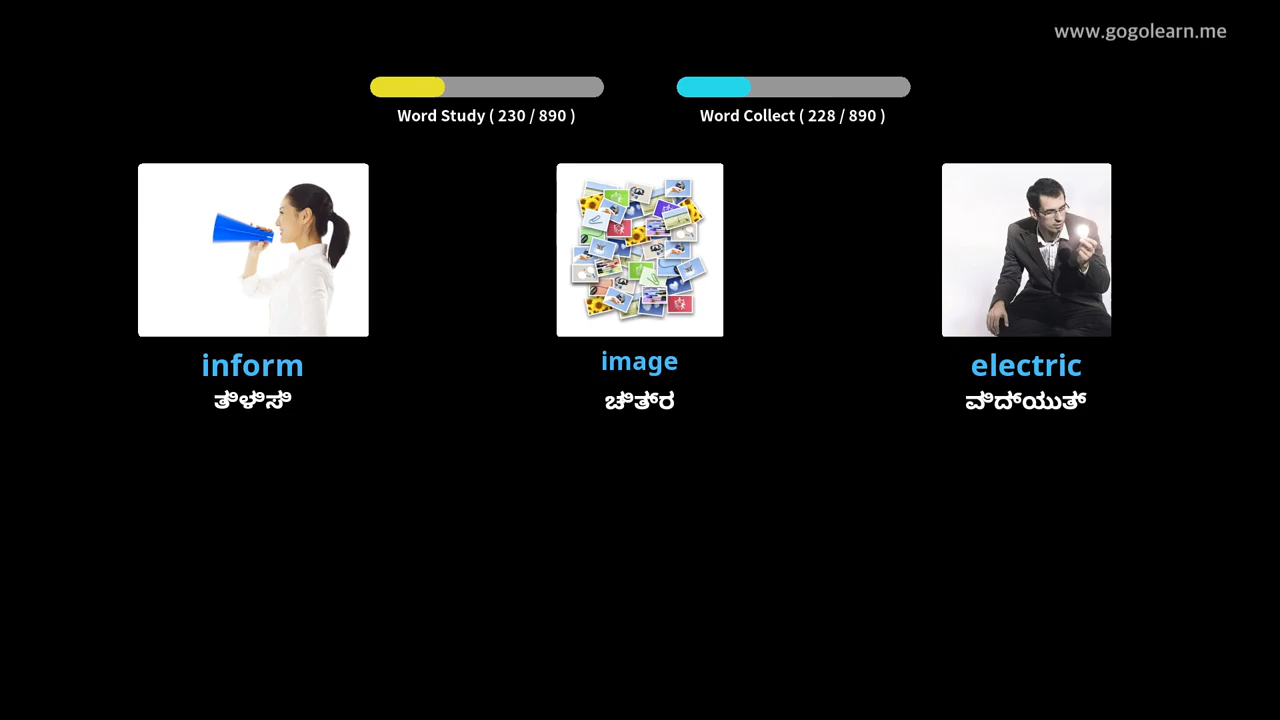 www.gogolearn.me
Word Study ( 230 / 890 )
Word Collect ( 228 / 890 )
inform
image
electric
ತಿಳಿಸಿ
ಚಿತ್ರ
ವಿದ್ಯುತ್